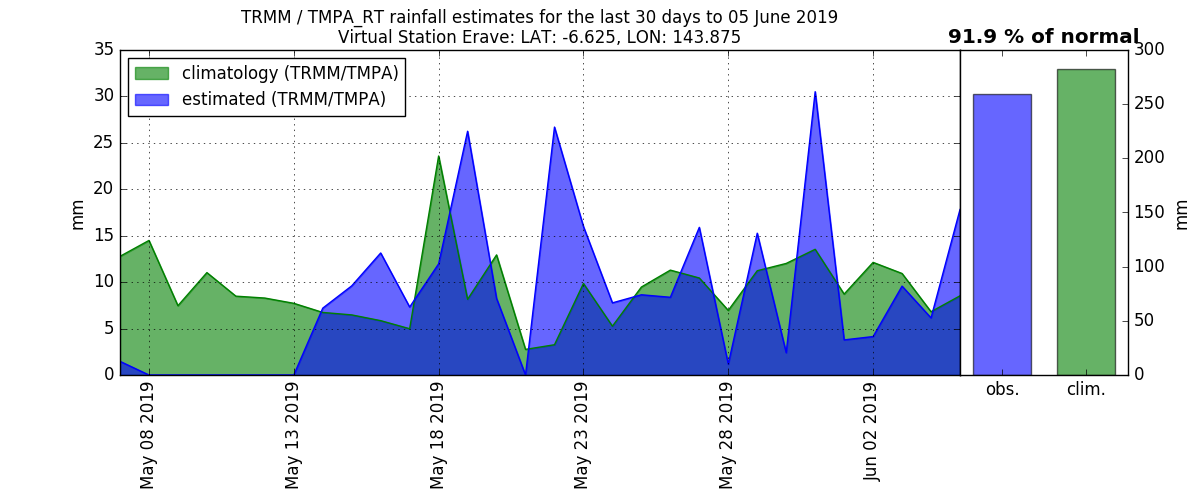 TRMM / TMPA_RT rainfall estimates for the last 30 days to 05 June 2019
Virtual Station Erave: LAT: -6.625, LON: 143.875
91.9 % of normal
climatology (TRMM/TMPA)
estimated (TRMM/TMPA)
35
30
25
20
15
10
5
0
mm
300
250
200
150
100
50
0
mm
May 08 2019
May 13 2019
May 18 2019
May 23 2019
May 28 2019
Jun 02 2019
obs.
clim.